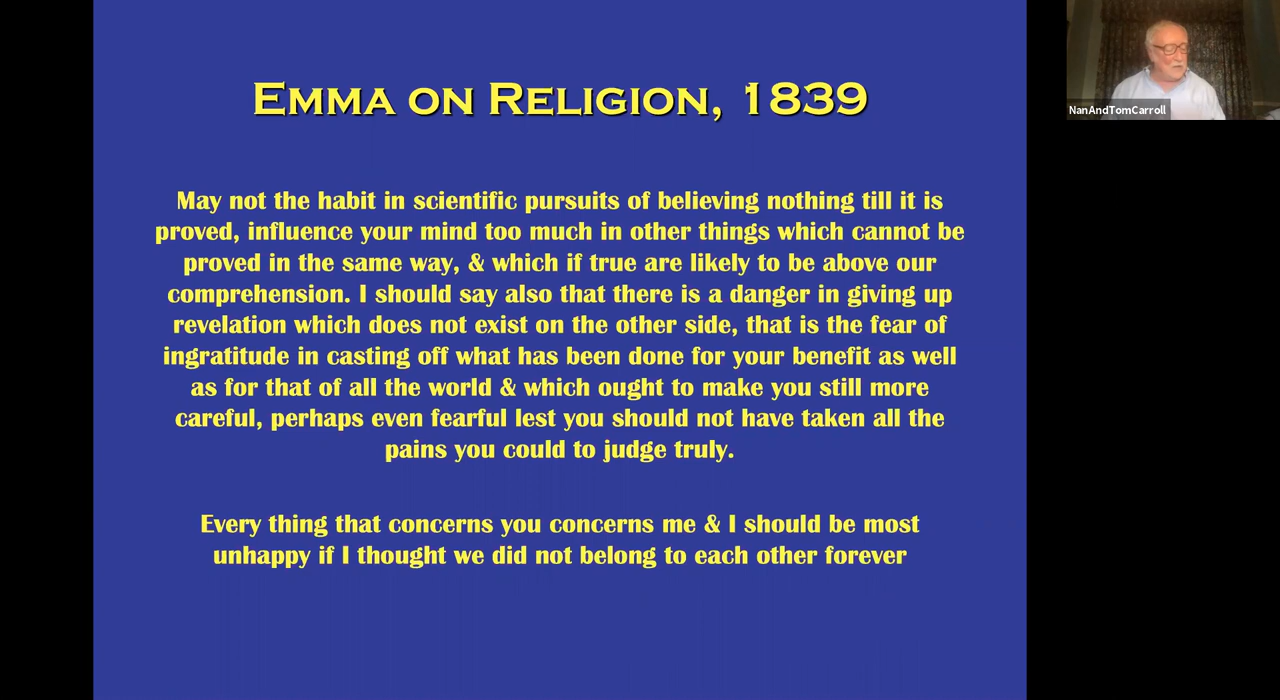 Emma on Religion, 1839
May not the habit in scientific pursuits of believing nothing till it is
proved, influence your mind too much in other things which cannot be
proved in the same way, & which if true are likely to be above our
comprehension. I should say also that there is a danger in giving up
revelation which does not exist on the other side, that is the fear of
ingratitude in casting off what has been done for your benefit as well
as for that of all the world & which ought to make you still more
careful, perhaps even fearful lest you should not have taken all the
pains you could to judge truly.
Every thing that concerns you concerns me & I should be most
unhappy if I thought we did not belong to each other forever
NanAndTomCarroll